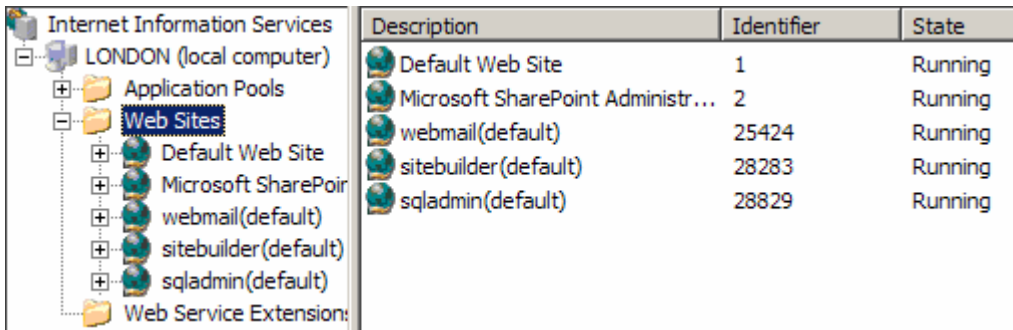 Internet Information Services
LONDON (local computer)
Application Pools
Web Sites
Default Web Site
Microsoft SharePoir
webmail(default)
sitebuilder(default)
sqladmin(default)
Web Service Extension:
Description Identifier State
Default Web Site 1 Running
Microsoft SharePoint Administr... 2 Running
webmail(default) 25424 Running
sitebuilder(default) 28283 Running
sqladmin(default) 28829 Running